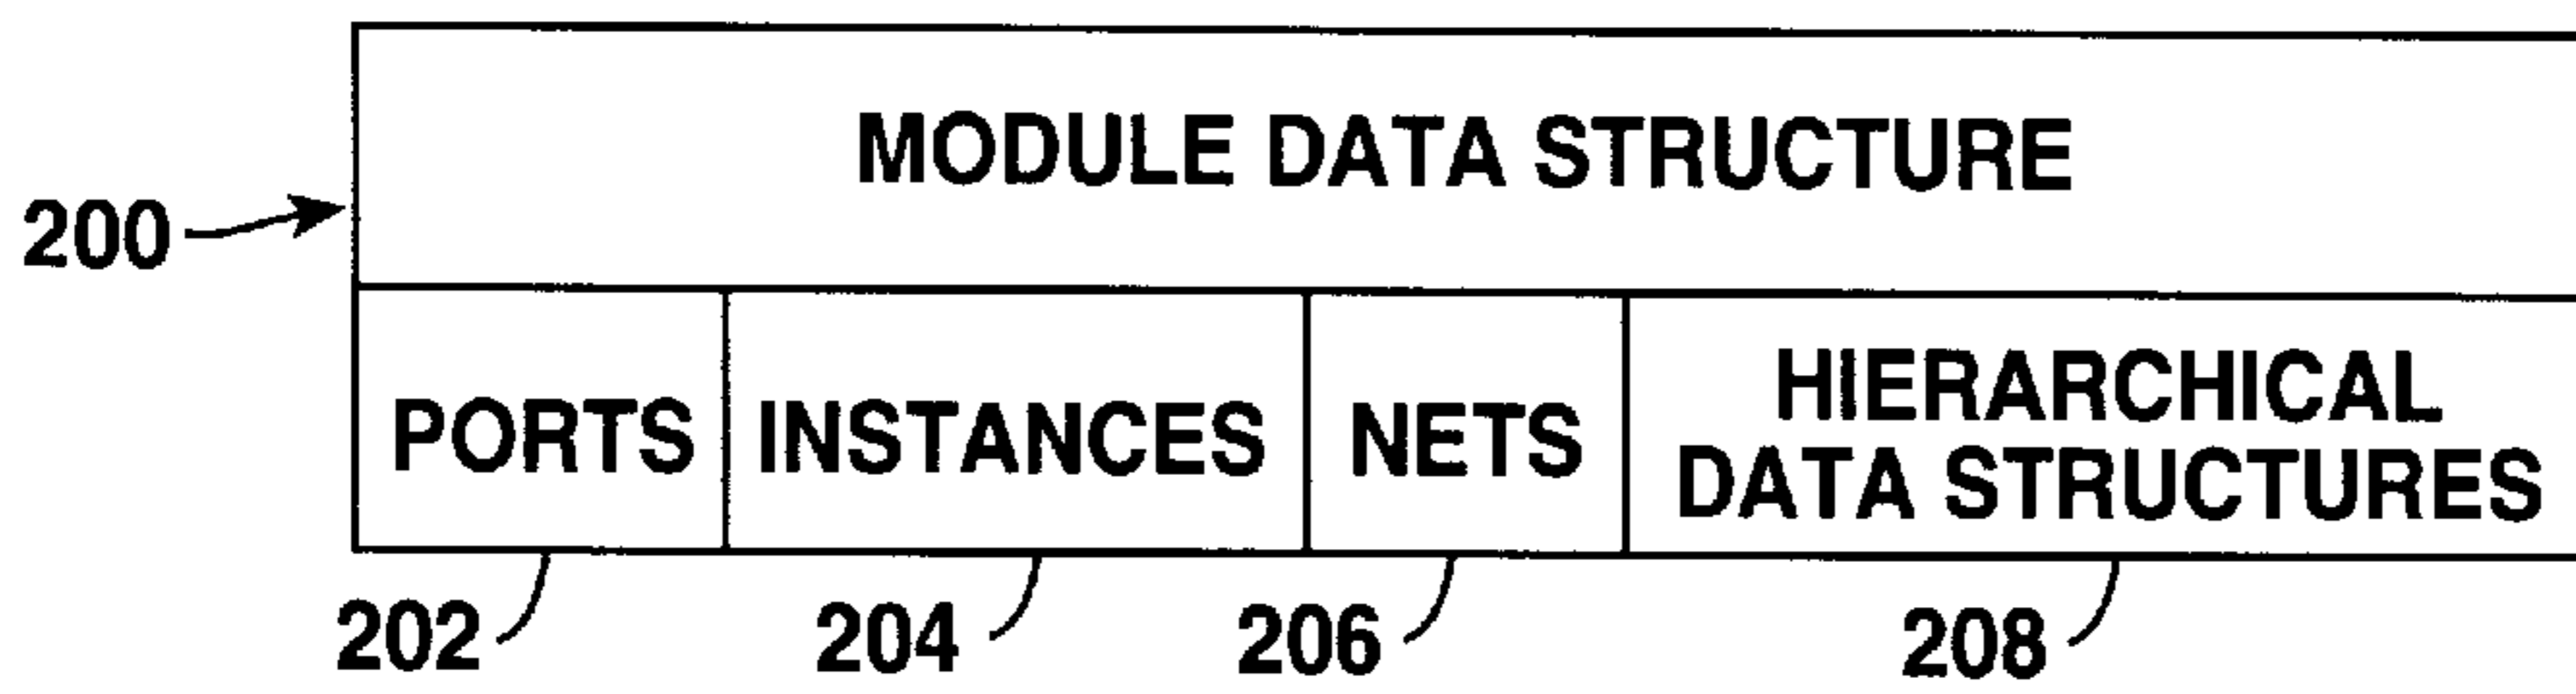 MODULE DATA STRUCTURE
200
PORTS
INSTANCES
NETS
HIERARCHICAL
DATA STRUCTURES
202
204
206
208